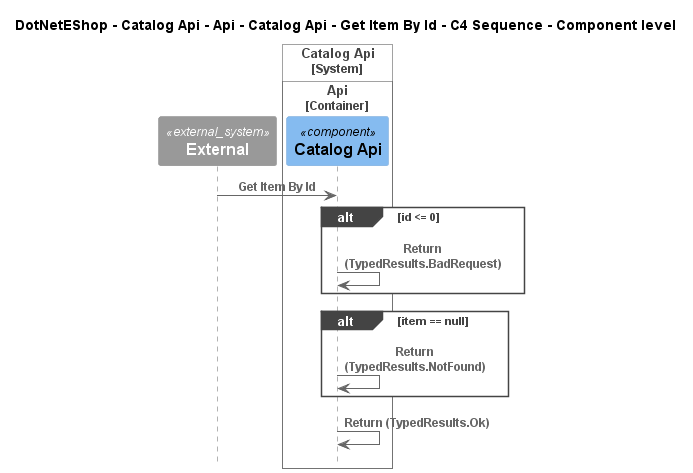 DotNetEShop - Catalog Api - Api - Catalog Api - Get Item By Id - C4 Sequence - Component level
Catalog Api
[System]
Api
[Container]
«external_system»
External
«component»
Catalog Api
Get Item By Id
alt
[id <= 0]
Return
(TypedResults.BadRequest)
alt
[item == null]
Return
(TypedResults.NotFound)
Return (TypedResults.Ok)